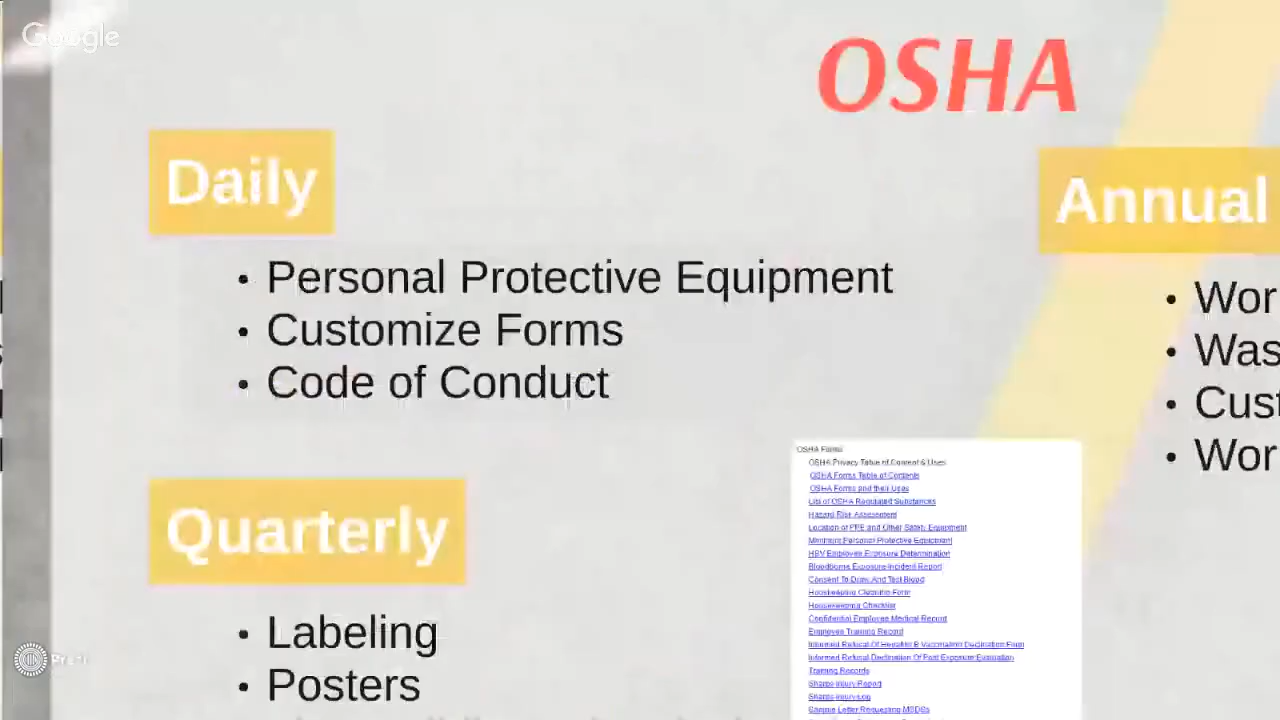 Google
OSHA
Daily
• Personal Protective Equipment
• Customize Forms
• Code of Conduct
Annual
• Wor
• Was
• Cust
• Wor
Quarterly
• Labeling
• Posters
OSHA Forms
OSHA Privacy Table of Content & Uses
OSHA Forms Table of Contents
OSHA Forms and their Uses
List of OSHA Regulated Substances
Hazard Risk Assessment
Location of PPE and Other Safety Equipment
Minimum Personal Protective Equipment
HBV Employee Exposure Determination
Bloodborne Exposure Incident Report
Consent To Draw And Test Blood
Housekeeping Cleaning Form
Housekeeping Checklist
Confidential Employee Medical Record
Employee Training Record
Informed Refusal Of Hepatitis B Vaccination Declination Form
Informed Refusal Declination Of Post Exposure Evaluation
Training Records
Sharps Injury Report
Sharps Injury Log
Sample Letter Requesting MSDSs